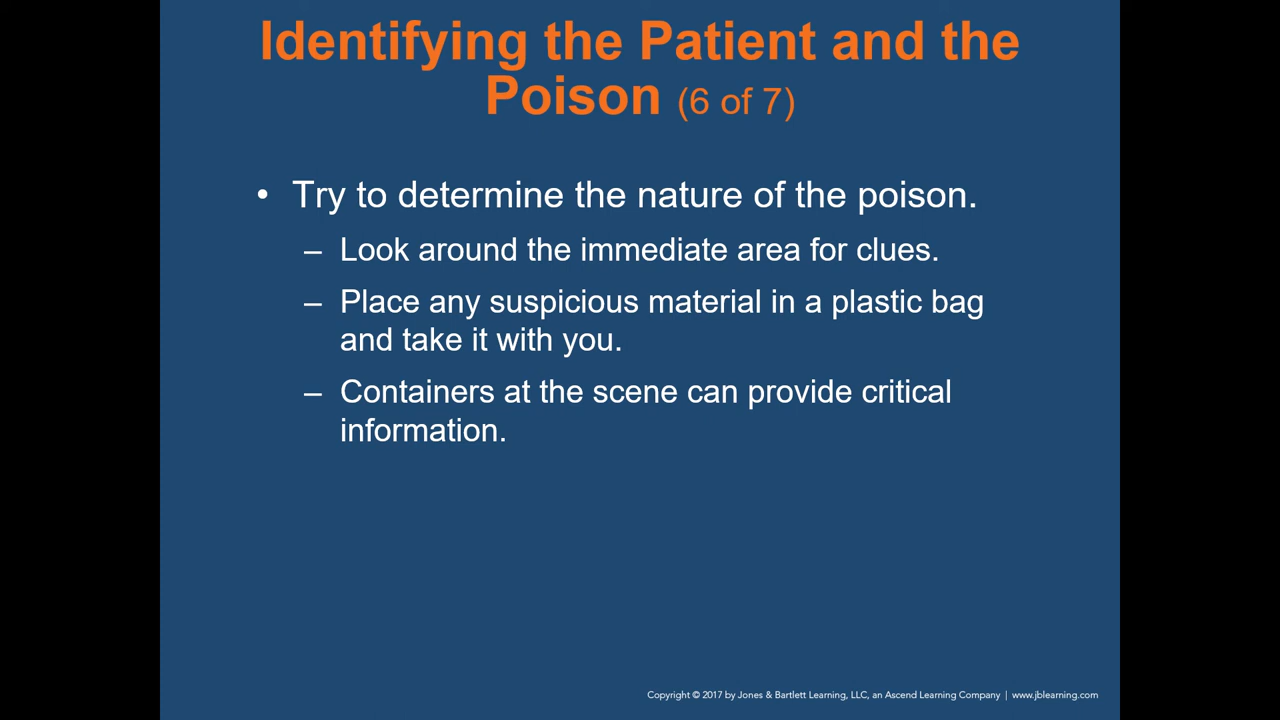 Identifying the Patient and the
Poison (6 of 7)
• Try to determine the nature of the poison.
– Look around the immediate area for clues.
– Place any suspicious material in a plastic bag
and take it with you.
– Containers at the scene can provide critical
information.
Copyright © 2017 by Jones & Bartlett Learning, LLC, an Ascend Learning Company | www.jblearning.com